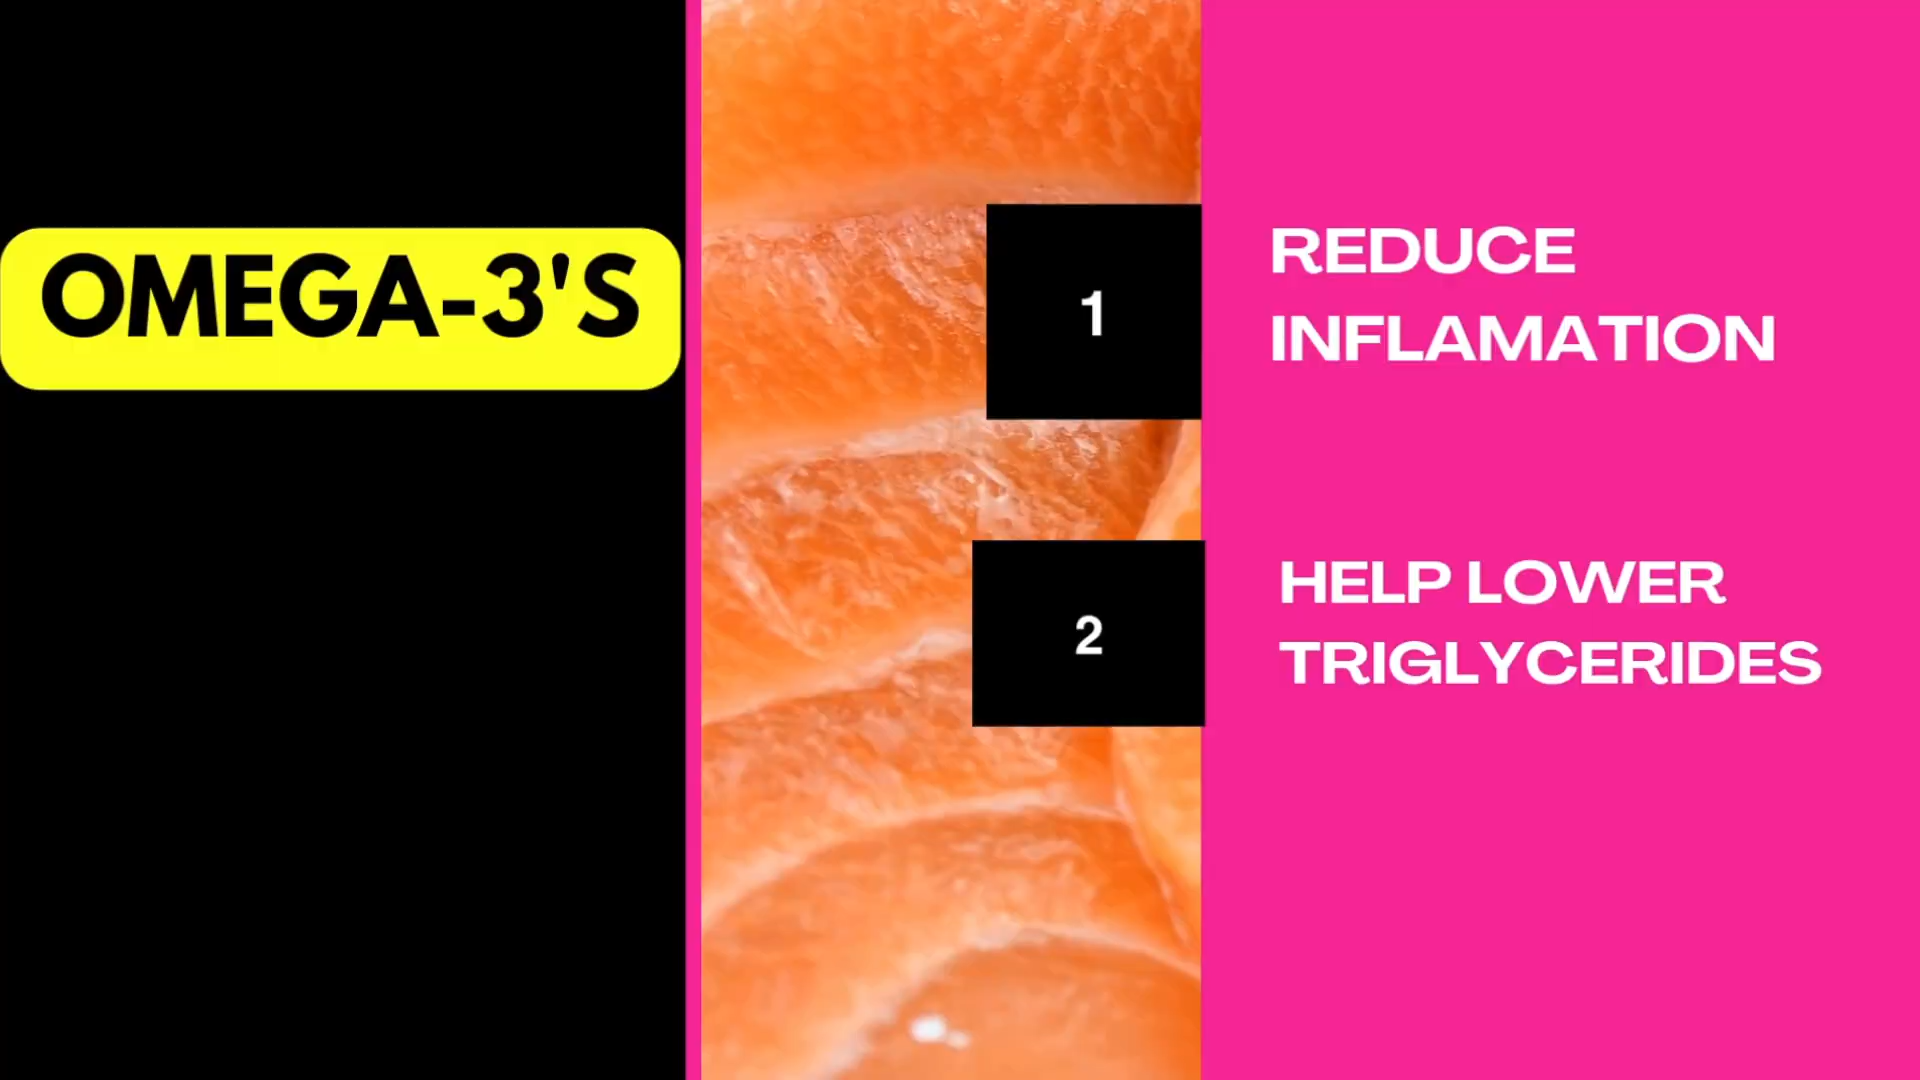 OMEGA-3'S
1
REDUCE
INFLAMATION
2
HELP LOWER
TRIGLYCERIDES